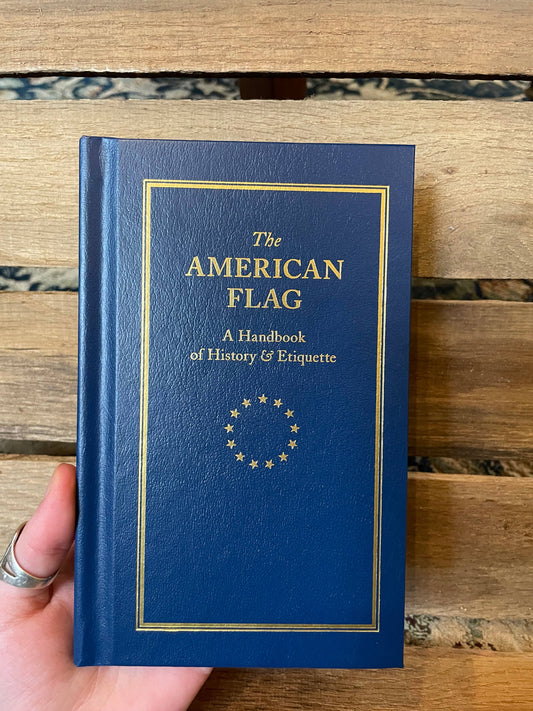 The
AMERICAN
FLAG
A Handbook
of History & Etiquette